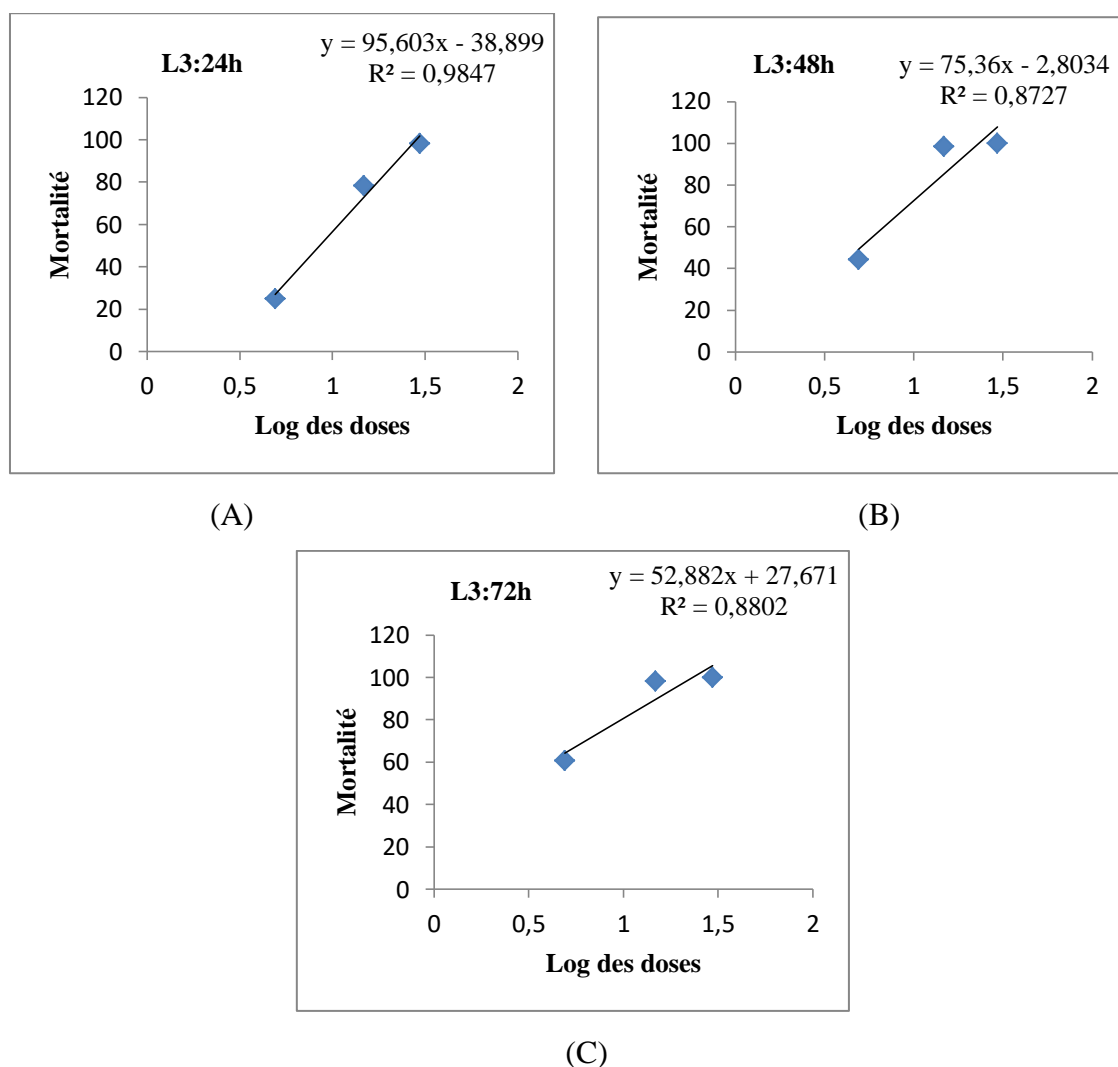 L3:24h
y = 95,603x - 38,899
R² = 0,9847
120
100
80
60
40
20
0
0 0,5 1 1,5 2
Mortalité
Log des doses
(A)
L3:48h
y = 75,36x - 2,8034
R² = 0,8727
120
100
80
60
40
20
0
0 0,5 1 1,5 2
Mortalité
Log des doses
(B)
L3:72h
y = 52,882x + 27,671
R² = 0,8802
120
100
80
60
40
20
0
0 0,5 1 1,5 2
Mortalité
Log des doses
(C)